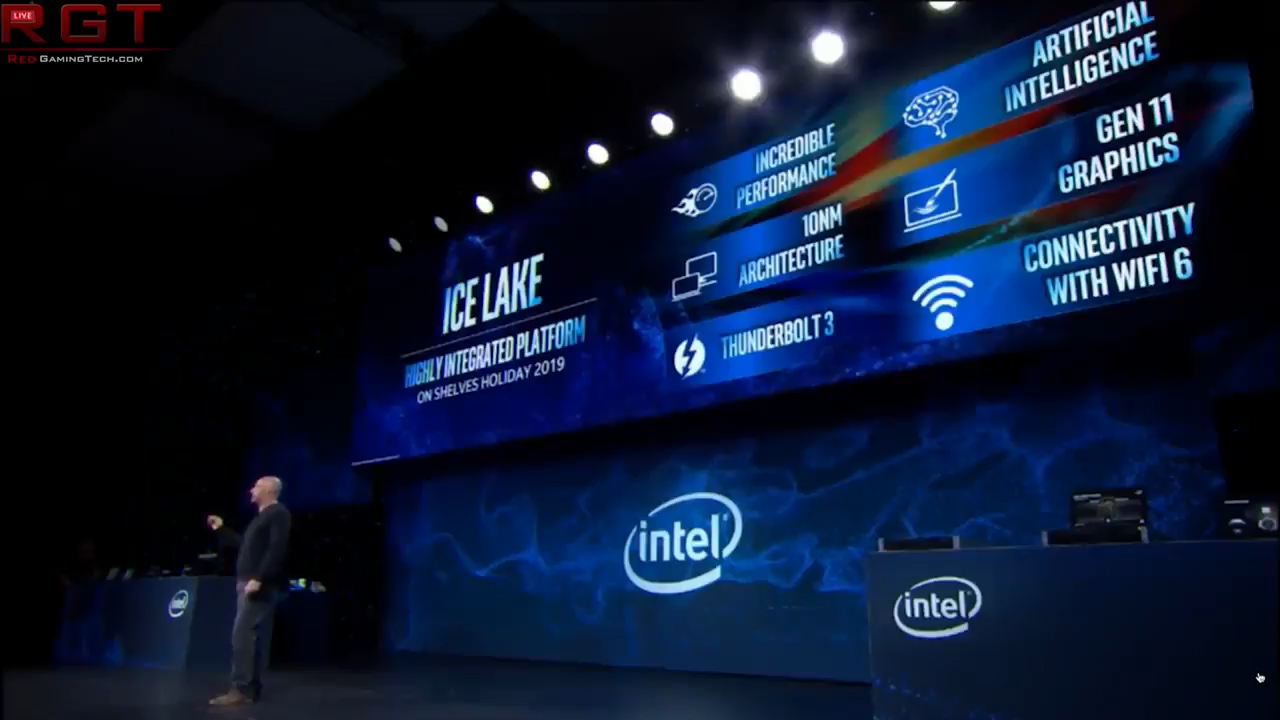 LIVE
RGT
REDGAMINGTECH.COM
ICE LAKE
HIGHLY INTEGRATED PLATFORM
ON SHELVES HOLIDAY 2019
INCREDIBLE
PERFORMANCE
10NM
ARCHITECTURE
THUNDERBOLT 3
ARTIFICIAL
INTELLIGENCE
GEN 11
GRAPHICS
CONNECTIVITY
WITH WIFI 6
intel
intel
intel